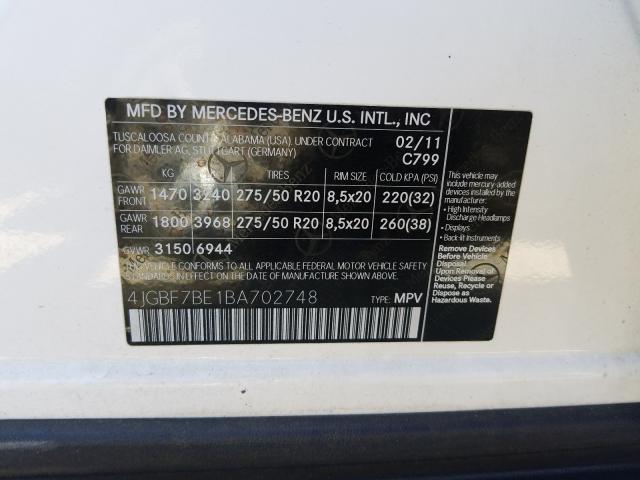 MFD BY MERCEDES-BENZ U.S. INTL., INC
TUSCALOOSA COUNTY, ALABAMA (USA) UNDER CONTRACT
FOR DAIMLER AG, STUTTGART (GERMANY)
02/11
C799
KG TIRES RIM SIZE COLD KPA (PSI)
GAWR FRONT 1470 3240 275/50 R20 8,5x20 220(32)
GAWR REAR 1800 3968 275/50 R20 8,5x20 260(38)
GVWR 3150 6944
THIS VEHICLE CONFORMS TO ALL APPLICABLE FEDERAL MOTOR VEHICLE SAFETY
STANDARDS IN EFFECT ON THE DATE OF MANUFACTURE SHOWN ABOVE.
4JGBF7BE1BA702748
TYPE: MPV
This vehicle may
include mercury-added
devices installed by the
manufacturer:
• High Intensity
Discharge Headlamps
• Displays
• Back-lit Instruments
Remove Devices
Before Vehicle
Disposal.
Upon Removal of
Devices Please
Reuse, Recycle or
Dispose as
Hazardous Waste.